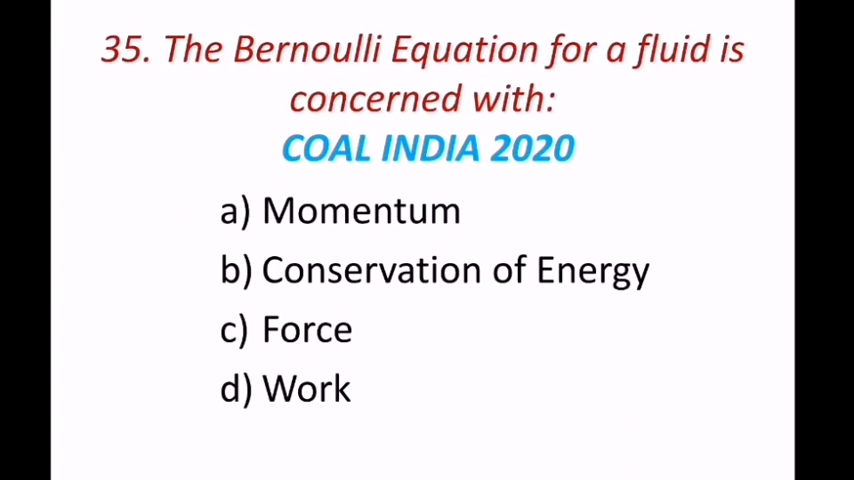 35. The Bernoulli Equation for a fluid is
concerned with:
COAL INDIA 2020
a) Momentum
b) Conservation of Energy
c) Force
d) Work